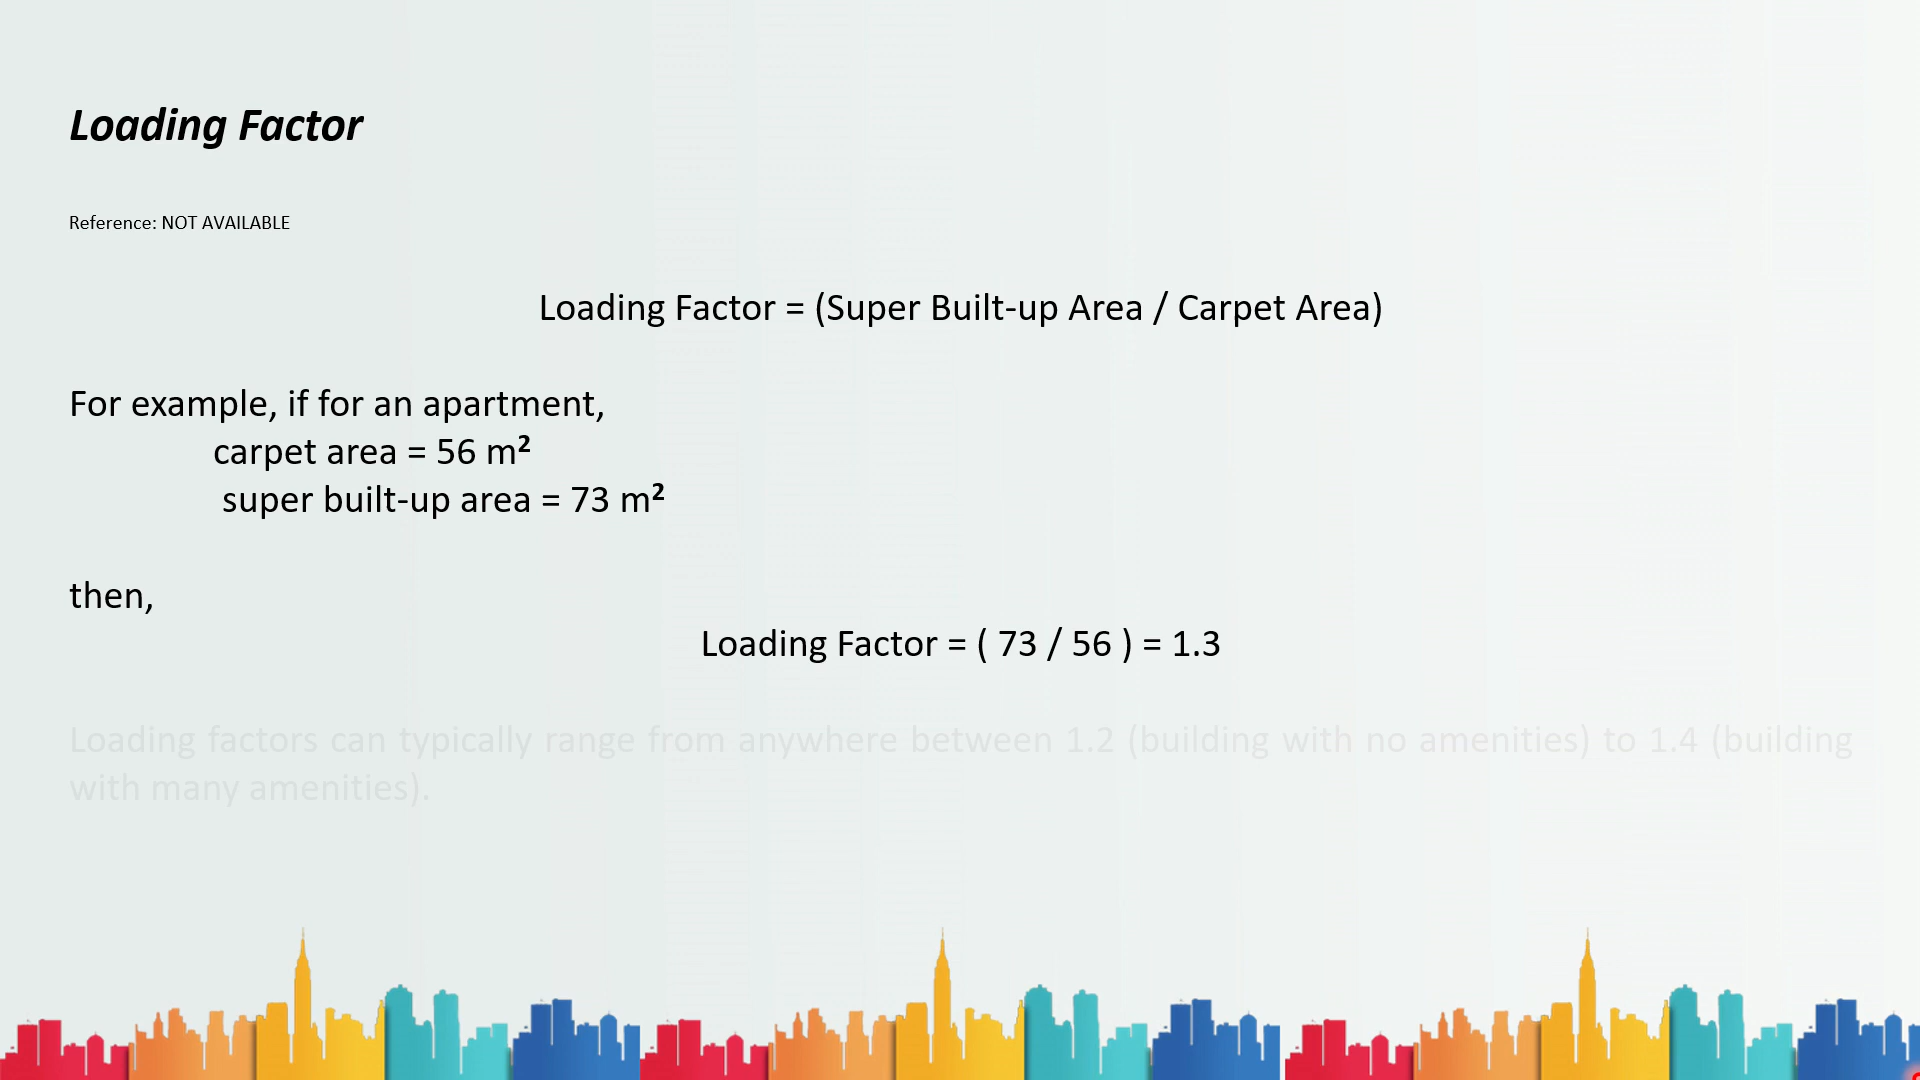 Loading Factor
Reference: NOT AVAILABLE
Loading Factor = (Super Built-up Area / Carpet Area)
For example, if for an apartment,
carpet area = 56 m²
super built-up area = 73 m²
then,
Loading Factor = ( 73 / 56 ) = 1.3
Loading factors can typically range from anywhere between 1.2 (building with no amenities) to 1.4 (building
with many amenities).